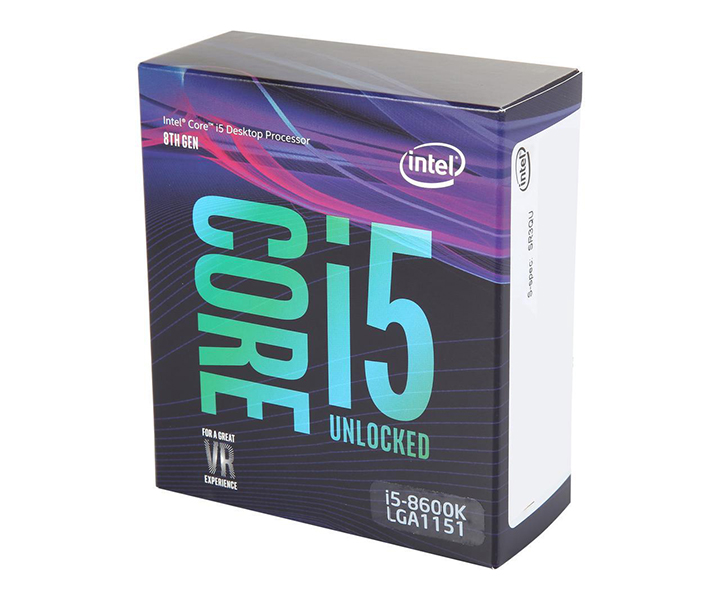 Intel® Core™ i5 Desktop Processor
8TH GEN
intel®
CORE
i5
UNLOCKED
FOR A GREAT
VR
EXPERIENCE
i5-8600K
LGA1151
intel
S-spec: SR3QU